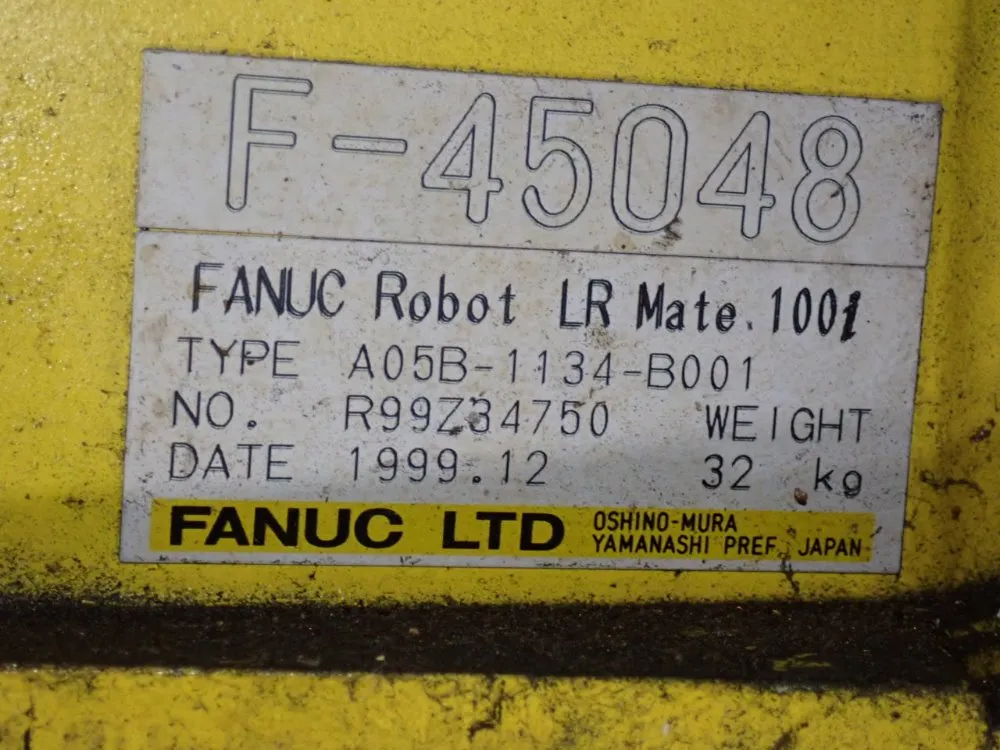 F-45048
FANUC Robot LR Mate.100i
TYPE A05B-1134-B001
NO. R99Z34750 WEIGHT
DATE 1999.12 32 kg
FANUC LTD OSHINO-MURA
YAMANASHI PREF, JAPAN